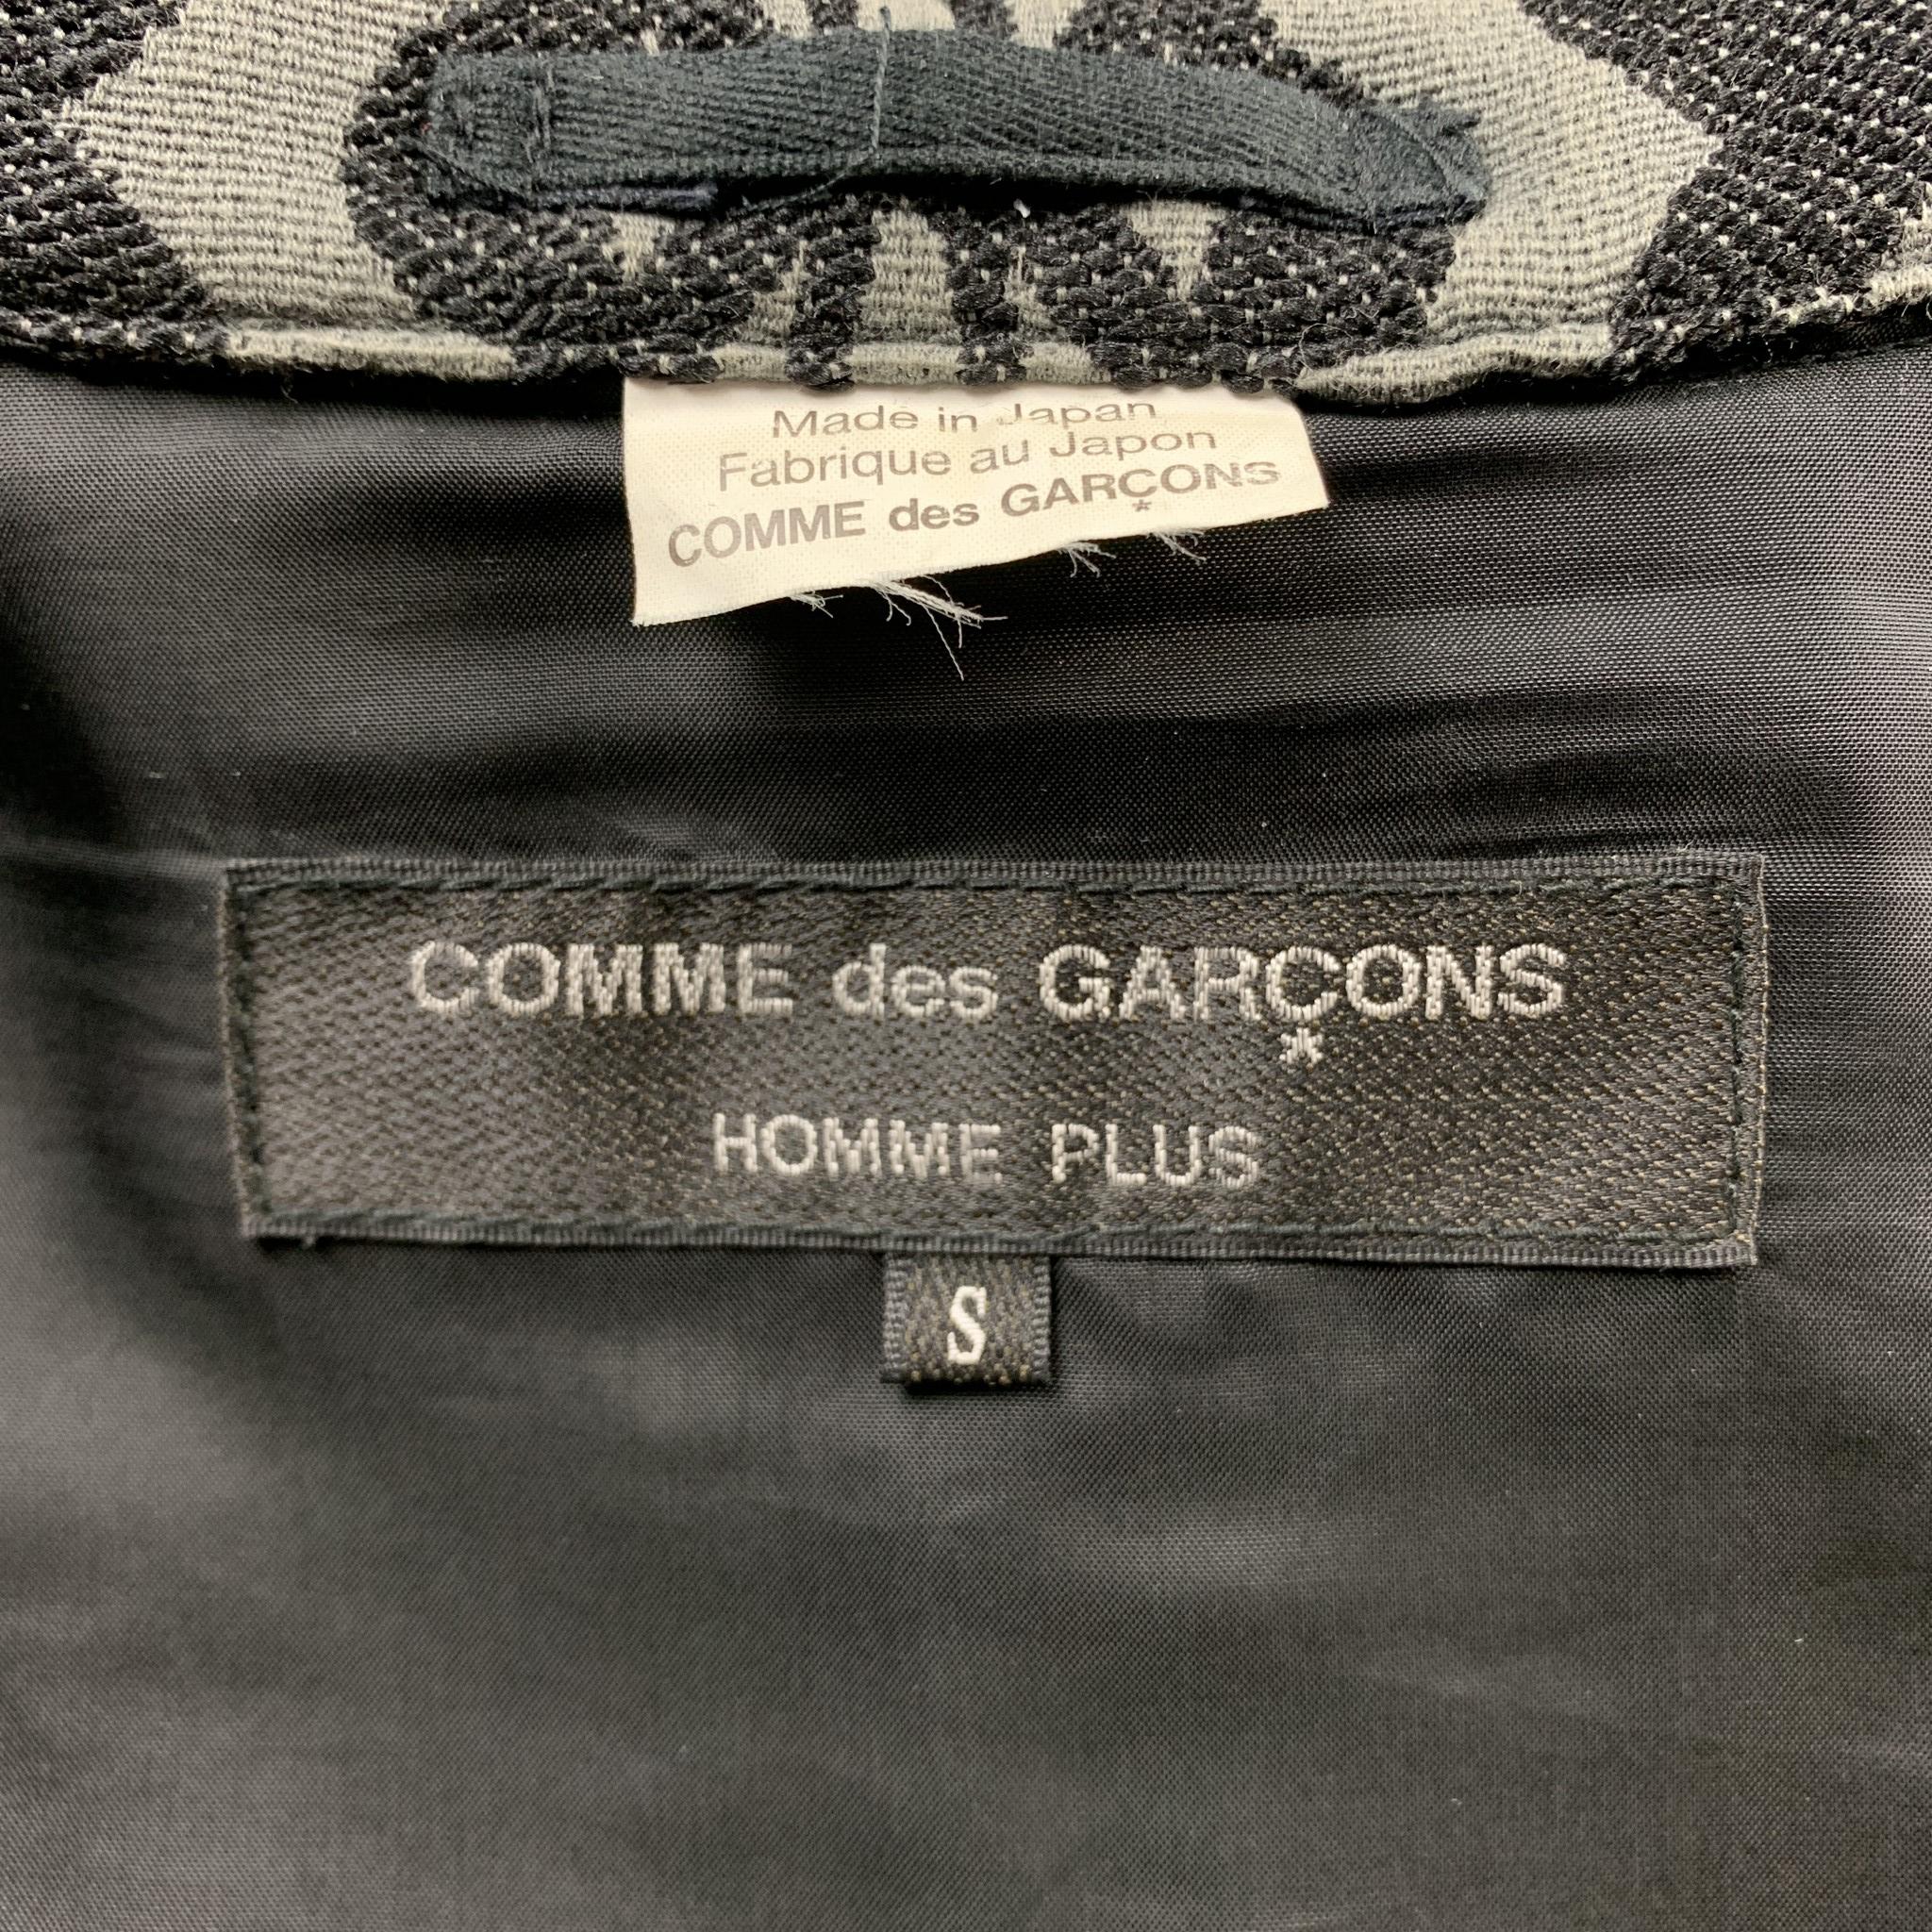 Made in Japan
Fabrique au Japon
COMME des GARÇONS
*
COMME des GARÇONS
*
HOMME PLUS
S